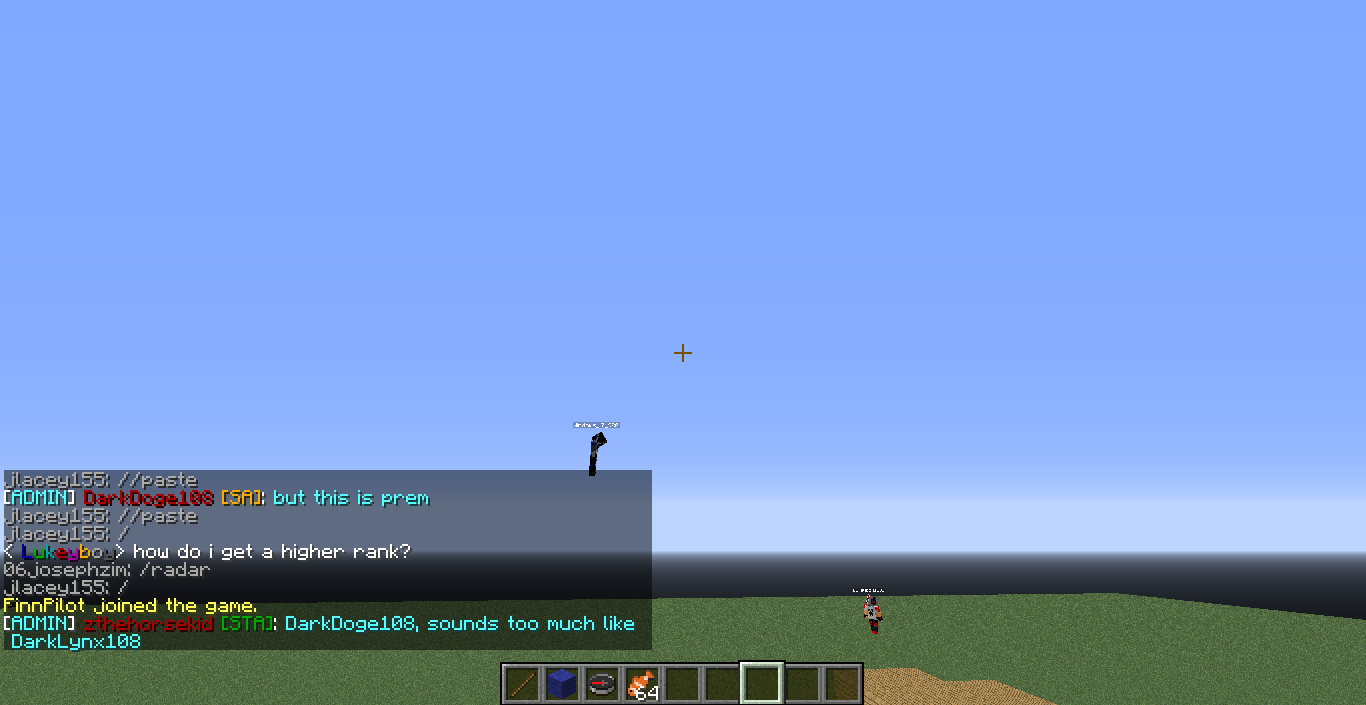 jlacey155: //paste
[ADMIN] DarkDoge108 [SA]: but this is prem
jlacey155: //paste
jlacey155: /
< Lukeyboy> how do i get a higher rank?
06josephzim: /radar
jlacey155: /
FinnPilot joined the game.
[ADMIN] zthehorsekid [STA]: DarkDoge108, sounds too much like
DarkLynx108
64